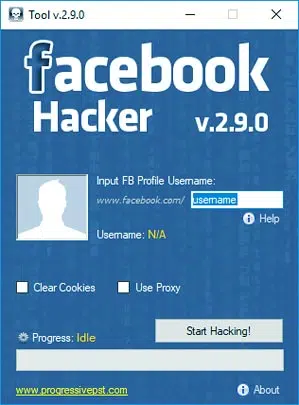 Tool v.2.9.0
facebook
Hacker v.2.9.0
Input FB Profile Username:
www.facebook.com/ username
Help
Username: N/A
Clear Cookies Use Proxy
Progress: Idle Start Hacking!
www.progressivepst.com About